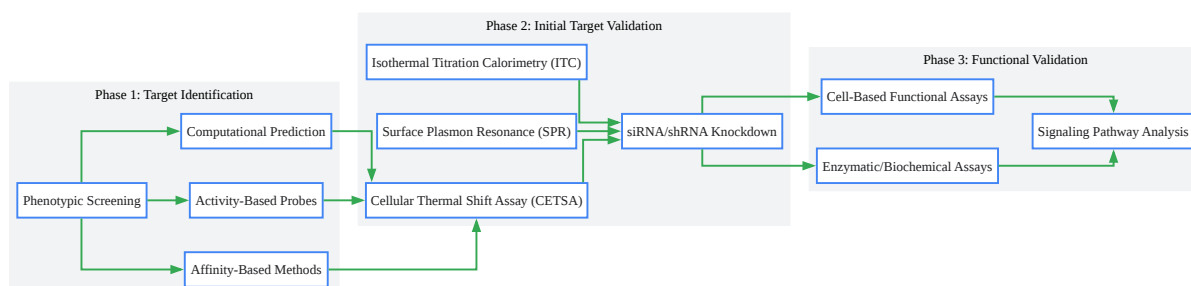 Phase 1: Target Identification
Phenotypic Screening
Computational Prediction
Activity-Based Probes
Affinity-Based Methods
Phase 2: Initial Target Validation
Isothermal Titration Calorimetry (ITC)
Surface Plasmon Resonance (SPR)
Cellular Thermal Shift Assay (CETSA)
siRNA/shRNA Knockdown
Phase 3: Functional Validation
Cell-Based Functional Assays
Enzymatic/Biochemical Assays
Signaling Pathway Analysis